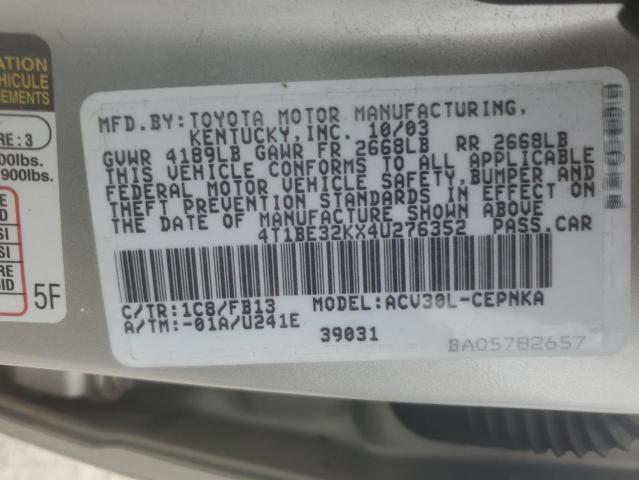 ATION
EHICULE
EMENTS
RE : 3
00lbs.
900lbs.
5F
MFD.BY:TOYOTA MOTOR MANUFACTURING,
KENTUCKY,INC. 10/03
GVWR 4189LB GAWR FR 2668LB RR 2668LB
THIS VEHICLE CONFORMS TO ALL APPLICABLE
FEDERAL MOTOR VEHICLE SAFETY,BUMPER AND
THEFT PREVENTION STANDARDS IN EFFECT ON
THE DATE OF MANUFACTURE SHOWN ABOVE
4T1BE32KX4U276352 PASS.CAR
C/TR:1C8/FB13 MODEL:ACV30L-CEPNKA
A/TM:-01A/U241E 39031
BA05782657